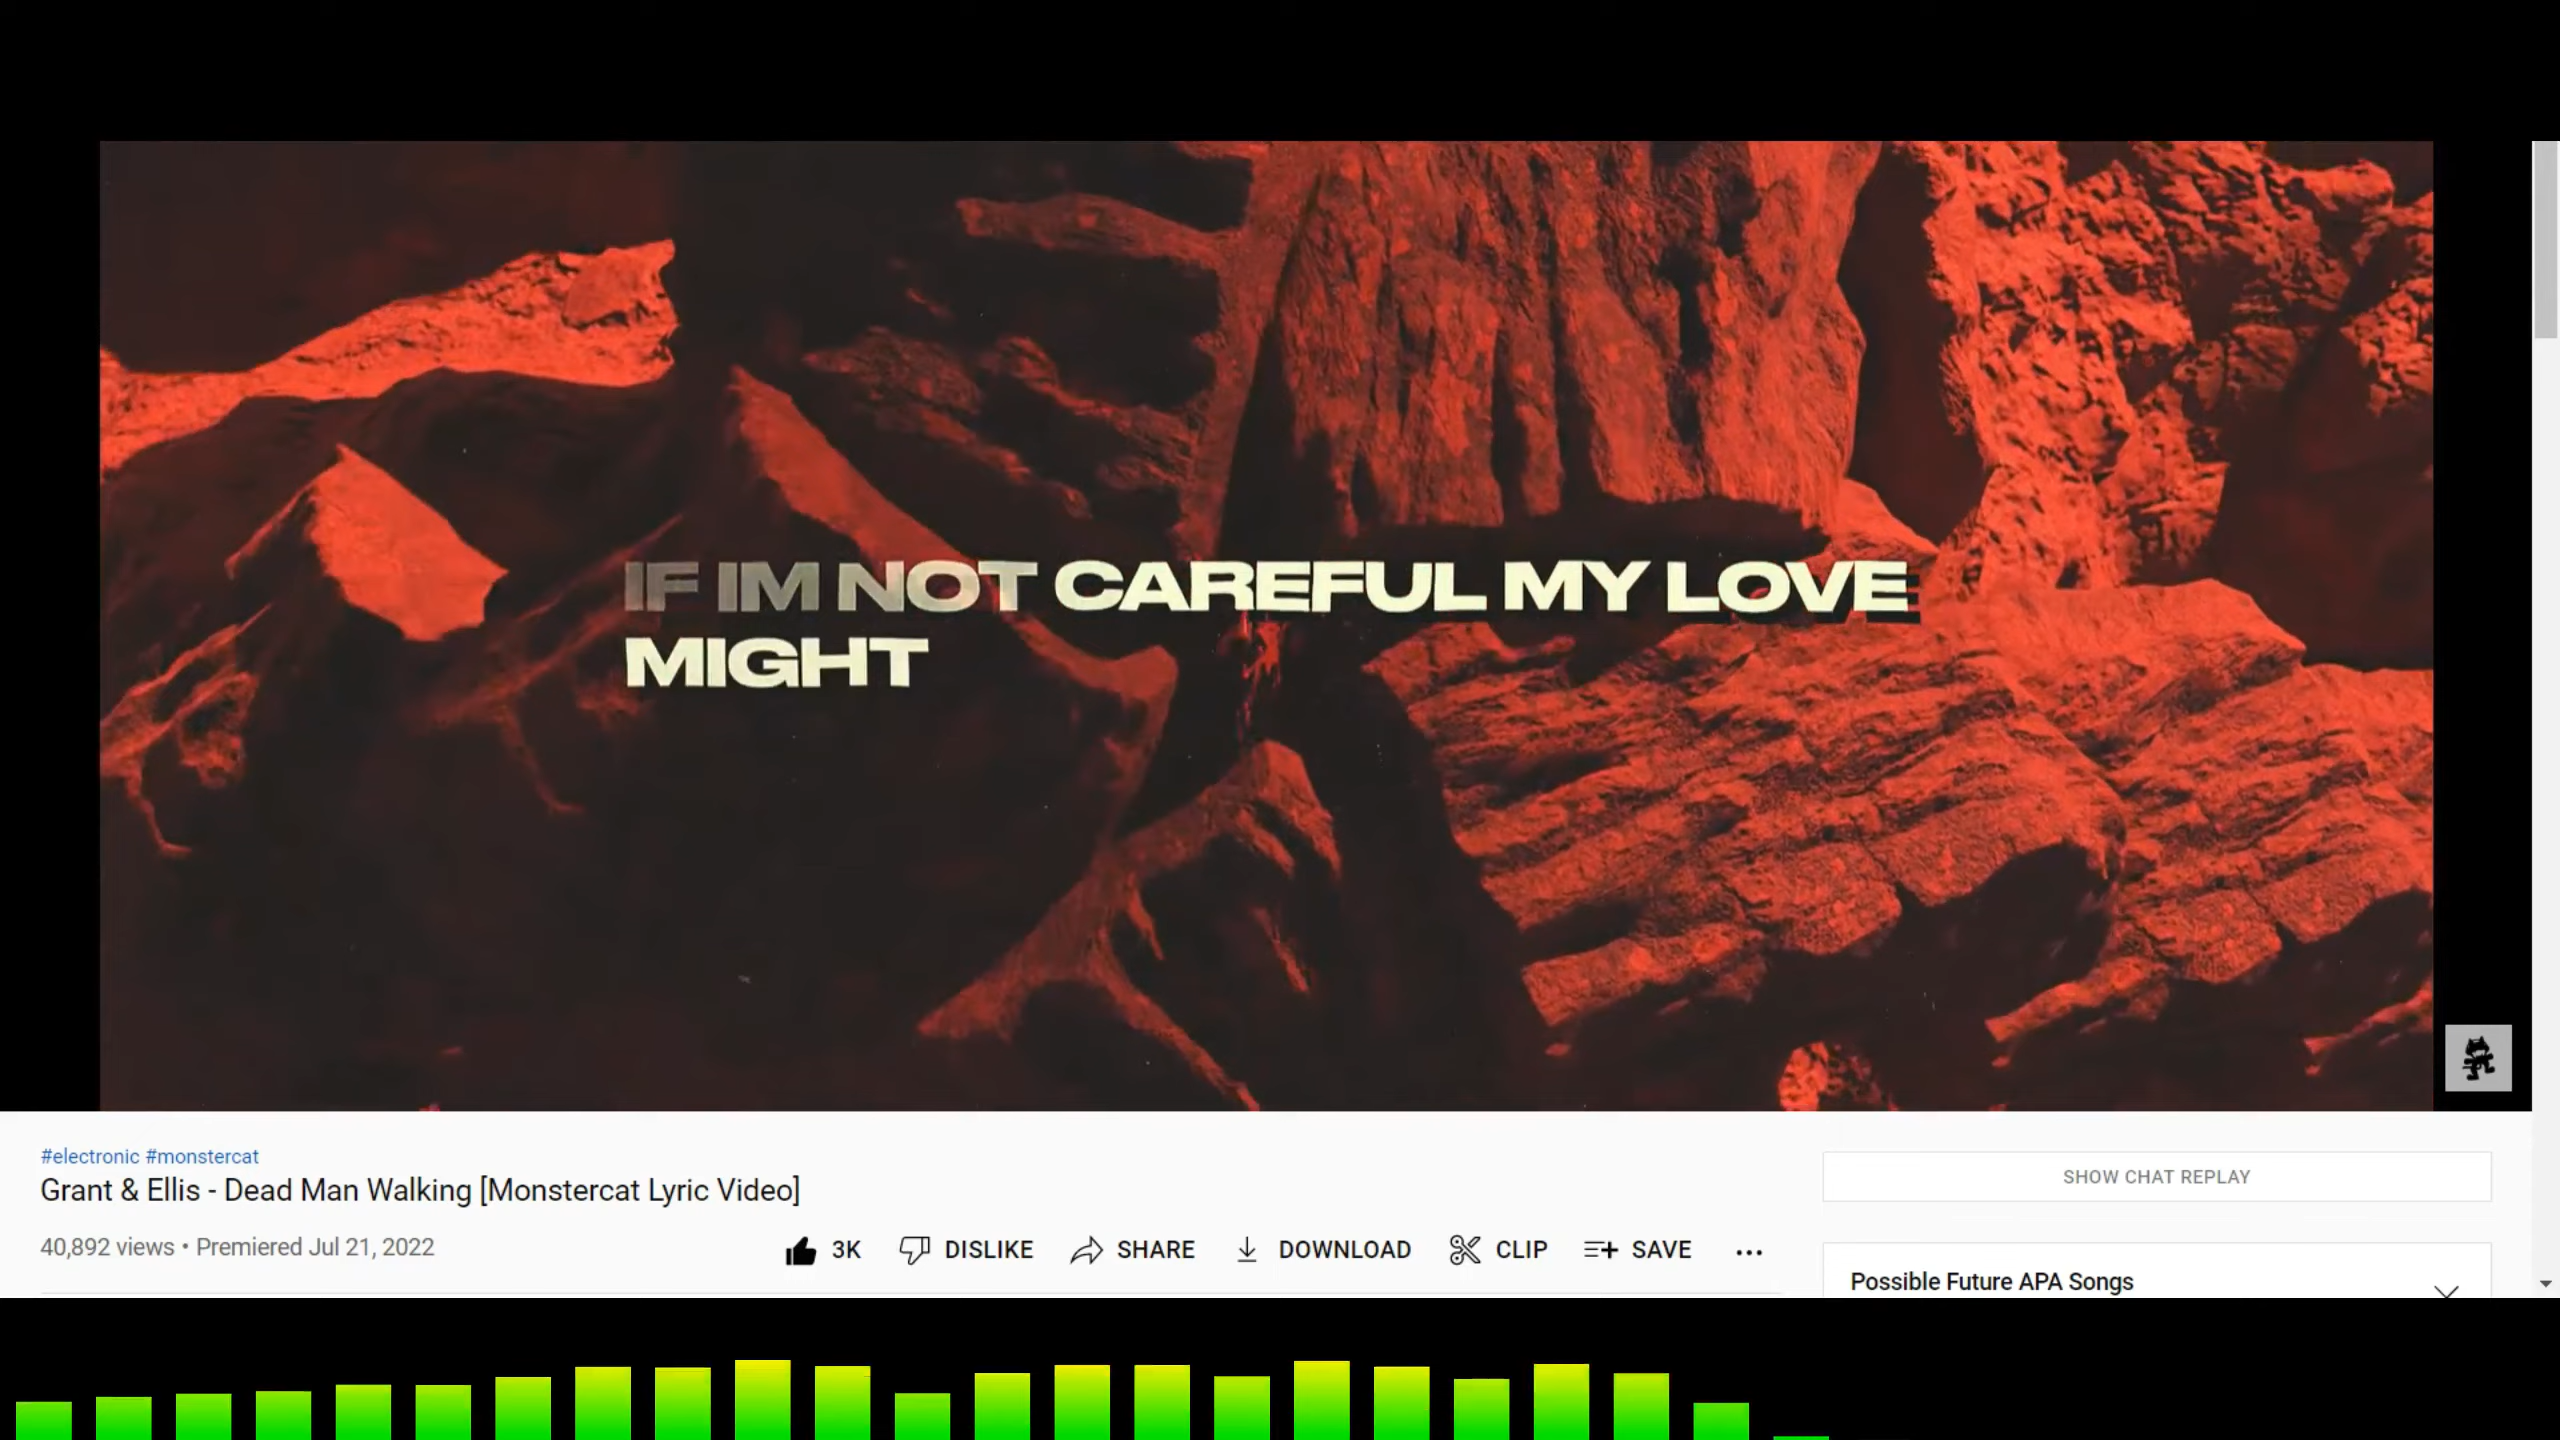 IF IM NOT CAREFUL MY LOVE
MIGHT
#electronic #monstercat
Grant & Ellis - Dead Man Walking [Monstercat Lyric Video]
40,892 views • Premiered Jul 21, 2022
3K DISLIKE SHARE DOWNLOAD CLIP SAVE ...
SHOW CHAT REPLAY
Possible Future APA Songs